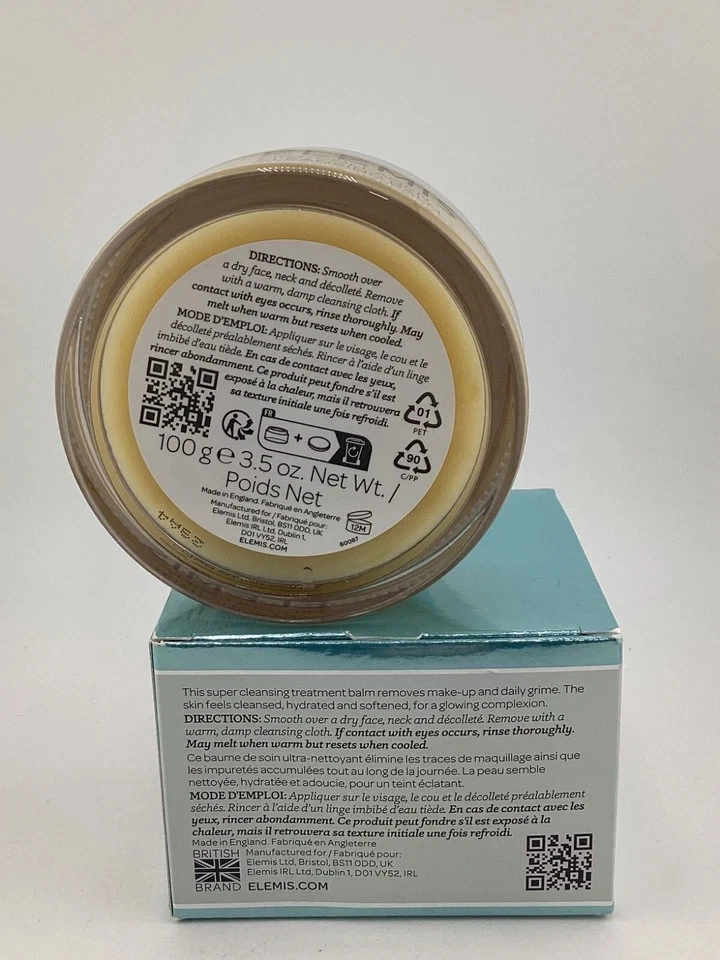 ELEMIS
DIRECTIONS: Smooth over
a dry face, neck and décolleté. Remove
with a warm, damp cleansing cloth. If
contact with eyes occurs, rinse thoroughly. May
melt when warm but resets when cooled.
MODE D'EMPLOI: Appliquer sur le visage, le cou et le
décolleté préalablement séchés. Rincer à l'aide d'un linge
imbibé d'eau tiède. En cas de contact avec les yeux,
rincer abondamment. Ce produit peut fondre s'il est
exposé à la chaleur, mais il retrouvera
sa texture initiale une fois refroidi.
FR
+
01
PET
90
C/PP
100 g e 3.5 oz. Net Wt. /
Poids Net
Made in England. Fabriqué en Angleterre
Manufactured for / Fabriqué pour:
Elemis Ltd, Bristol, BS11 0DD, UK
Elemis IRL Ltd, Dublin 1,
D01 VY52, IRL
ELEMIS.COM
12M
60087
This super cleansing treatment balm removes make-up and daily grime. The
skin feels cleansed, hydrated and softened, for a glowing complexion.
DIRECTIONS: Smooth over a dry face, neck and décolleté. Remove with a
warm, damp cleansing cloth. If contact with eyes occurs, rinse thoroughly.
May melt when warm but resets when cooled.
Ce baume de soin ultra-nettoyant élimine les traces de maquillage ainsi que
les impuretés accumulées tout au long de la journée. La peau semble
nettoyée, hydratée et adoucie, pour un teint éclatant.
MODE D'EMPLOI: Appliquer sur le visage, le cou et le décolleté préalablement
séchés. Rincer à l'aide d'un linge imbibé d'eau tiède. En cas de contact avec les
yeux, rincer abondamment. Ce produit peut fondre s'il est exposé à la
chaleur, mais il retrouvera sa texture initiale une fois refroidi.
Made in England. Fabriqué en Angleterre
BRITISH
BRAND
Manufactured for / Fabriqué pour:
Elemis Ltd, Bristol, BS11 0DD, UK
Elemis IRL Ltd, Dublin 1, D01 VY52, IRL
ELEMIS.COM